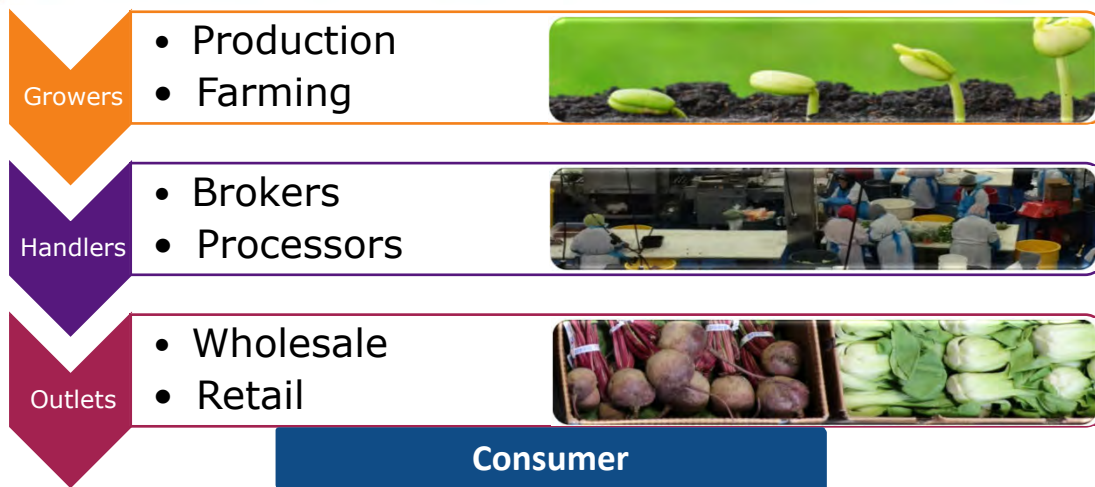 Growers
• Production
• Farming
Handlers
• Brokers
• Processors
Outlets
• Wholesale
• Retail
Consumer